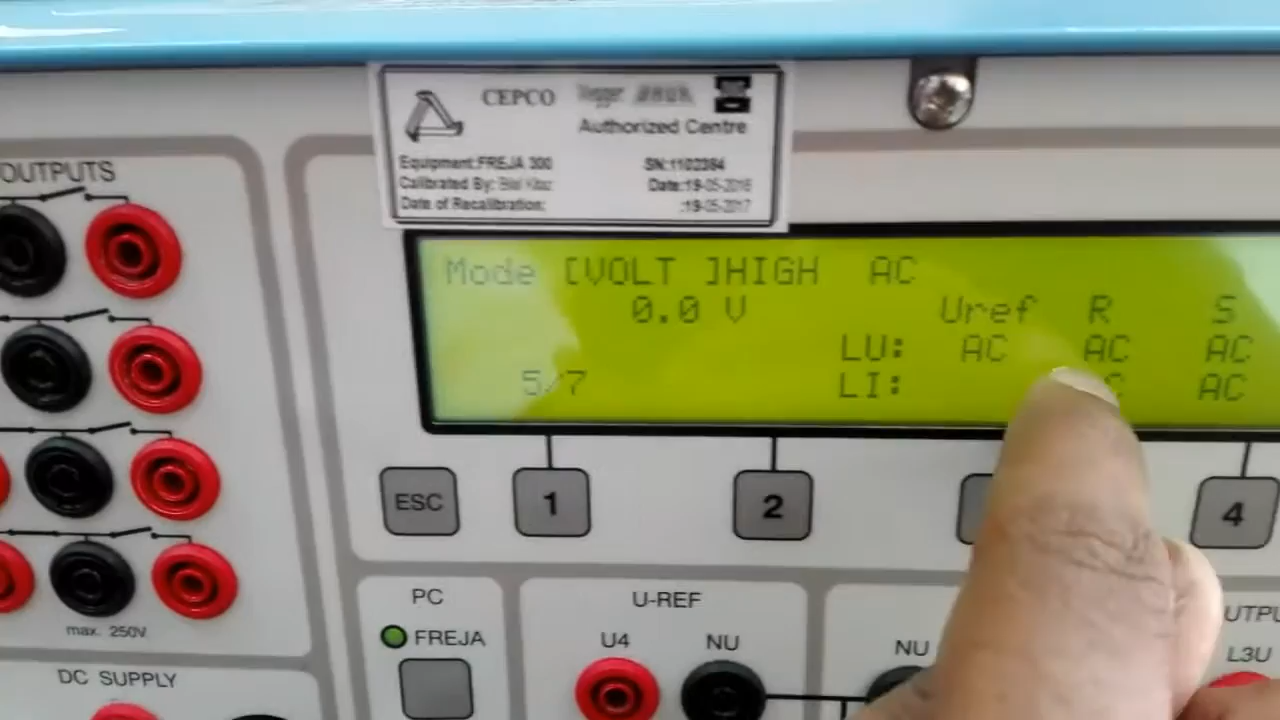 CEPCO Megger
Authorized Centre
Equipment:FREJA 300 SN:1102384
Calibrated By: Date:19-05-2016
Date of Recalibration: :19-05-2017
OUTPUTS
Mode [VOLT ]HIGH AC
0.0 V Uref R S
LU: AC AC AC
5/7 LI: AC
ESC 1 2 4
PC
FREJA
U-REF
U4 NU
NU
L3U
max. 250V
DC SUPPLY